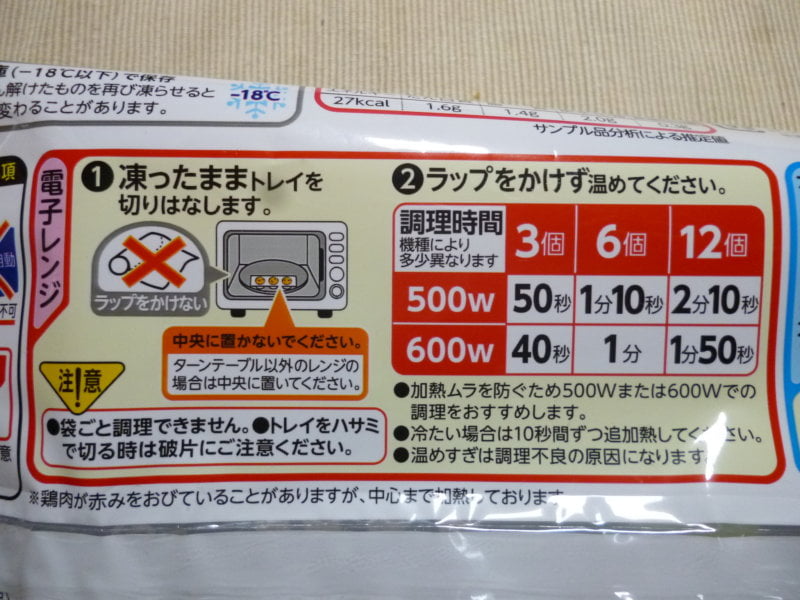 庫(-18℃以下)で保存
ん解けたものを再び凍らせると
変わることがあります。
-18℃
27kcal 1.6g 1.4g 2.0g
サンプル品分析による推定値
項
電子レンジ
1 凍ったままトレイを
切りはなします。
ラップをかけない
中央に置かないでください。
ターンテーブル以外のレンジの
場合は中央に置いてください。
注!意
●袋ごと調理できません。●トレイをハサミ
で切る時は破片にご注意ください。
2 ラップをかけず温めてください。
調理時間 機種により多少異なります 3個 6個 12個
500w 50秒 1分10秒 2分10秒
600w 40秒 1分 1分50秒
●加熱ムラを防ぐため500Wまたは600Wでの
調理をおすすめします。
●冷たい場合は10秒間ずつ追加熱してください。
●温めすぎは調理不良の原因になります。
自動
不可
意
※鶏肉が赤みをおびていることがありますが、中心まで加熱しております。